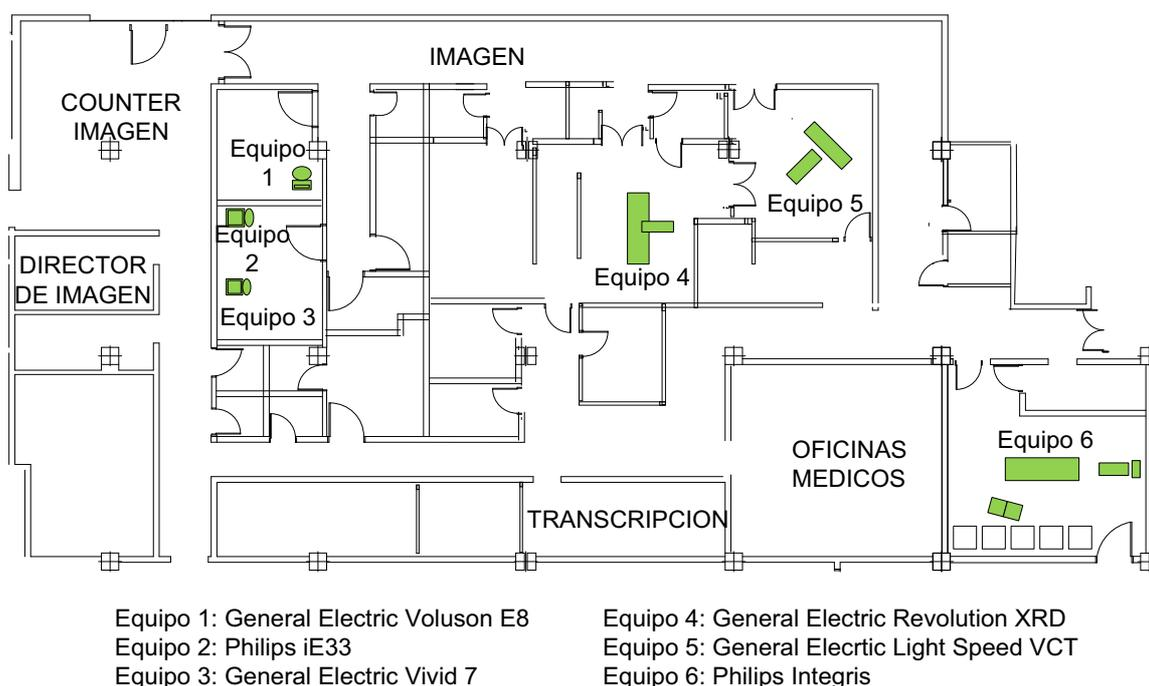 IMAGEN
COUNTER
IMAGEN
Equipo
1
Equipo
2
Equipo 3
DIRECTOR
DE IMAGEN
Equipo 4
Equipo 5
Equipo 6
OFICINAS
MEDICOS
TRANSCRIPCION
Equipo 1: General Electric Voluson E8
Equipo 2: Philips iE33
Equipo 3: General Electric Vivid 7
Equipo 4: General Electric Revolution XRD
Equipo 5: General Elecrtic Light Speed VCT
Equipo 6: Philips Integris